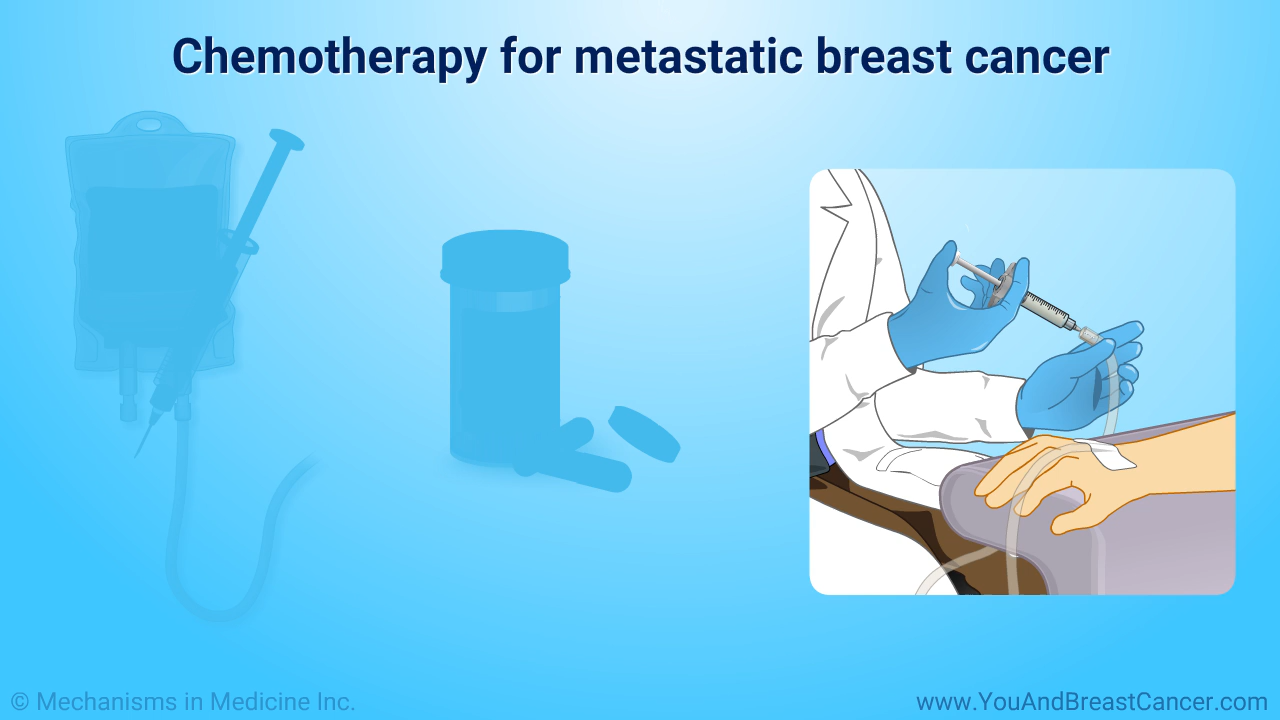 Chemotherapy for metastatic breast cancer
© Mechanisms in Medicine Inc.
www.YouAndBreastCancer.com